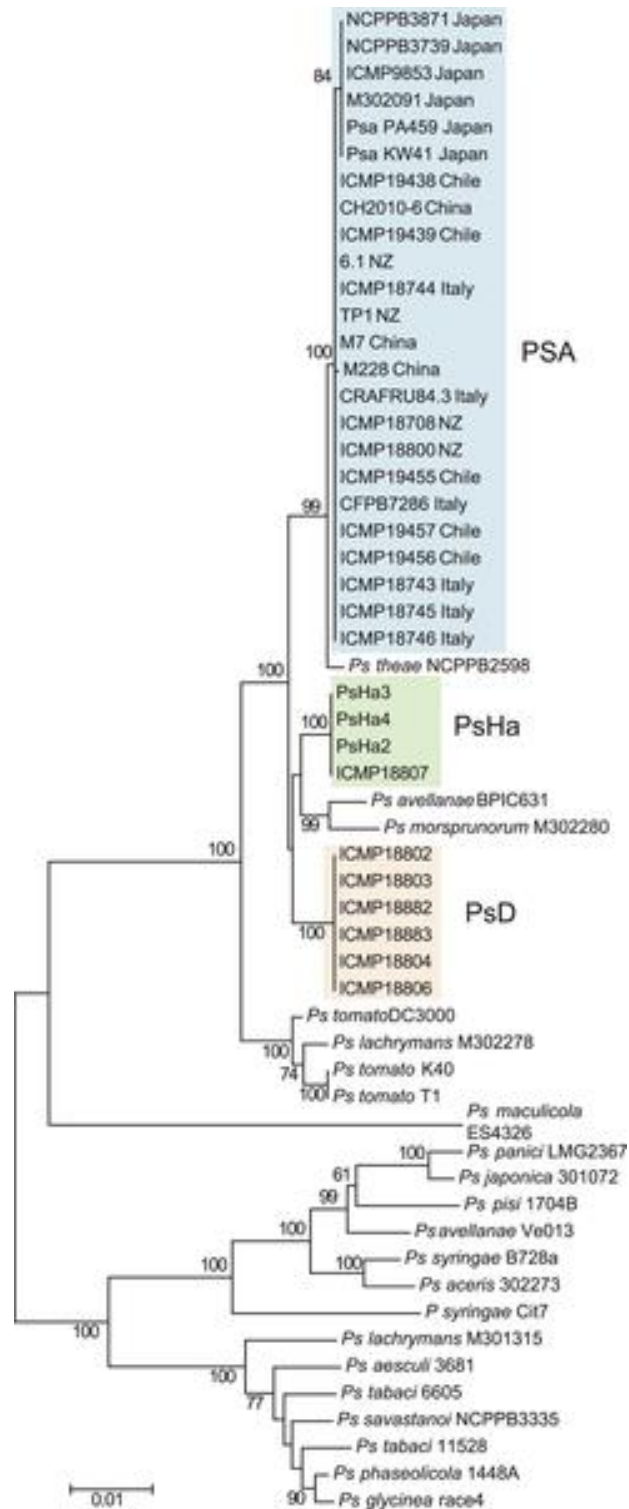 NCPPB3871 Japan
NCPPB3739 Japan
84
ICMP9853 Japan
M302091 Japan
Psa PA459 Japan
Psa KW41 Japan
ICMP19438 Chile
CH2010-6 China
ICMP19439 Chile
6.1 NZ
ICMP18744 Italy
TP1 NZ
100
M7 China
PSA
M228 China
CRAFRU84.3 Italy
ICMP18708 NZ
ICMP18800 NZ
ICMP19455 Chile
99
CFPB7286 Italy
ICMP19457 Chile
ICMP19456 Chile
ICMP18743 Italy
ICMP18745 Italy
ICMP18746 Italy
100
Ps theae NCPPB2598
PsHa3
100
PsHa4
PsHa
PsHa2
ICMP18807
Ps avellanae BPIC631
99
Ps morsprunorum M302280
100
ICMP18802
ICMP18803
ICMP18882
PsD
100
ICMP18883
ICMP18804
ICMP18806
Ps tomatoDC3000
100
Ps lachrymans M302278
74
Ps tomato K40
100
Ps tomato T1
Ps maculicola
ES4326
100
Ps panici LMG2367
61
Ps japonica 301072
99
Ps pisi 1704B
100
Ps avellanae Ve013
Ps syringae B728a
100
Ps aceris 302273
100
P syringae Cit7
100
Ps lachrymans M301315
100
Ps aesculi 3681
77
Ps tabaci 6605
Ps savastanoi NCPPB3335
Ps tabaci 11528
Ps phaseolicola 1448A
0.01
90
Ps glycinea race4